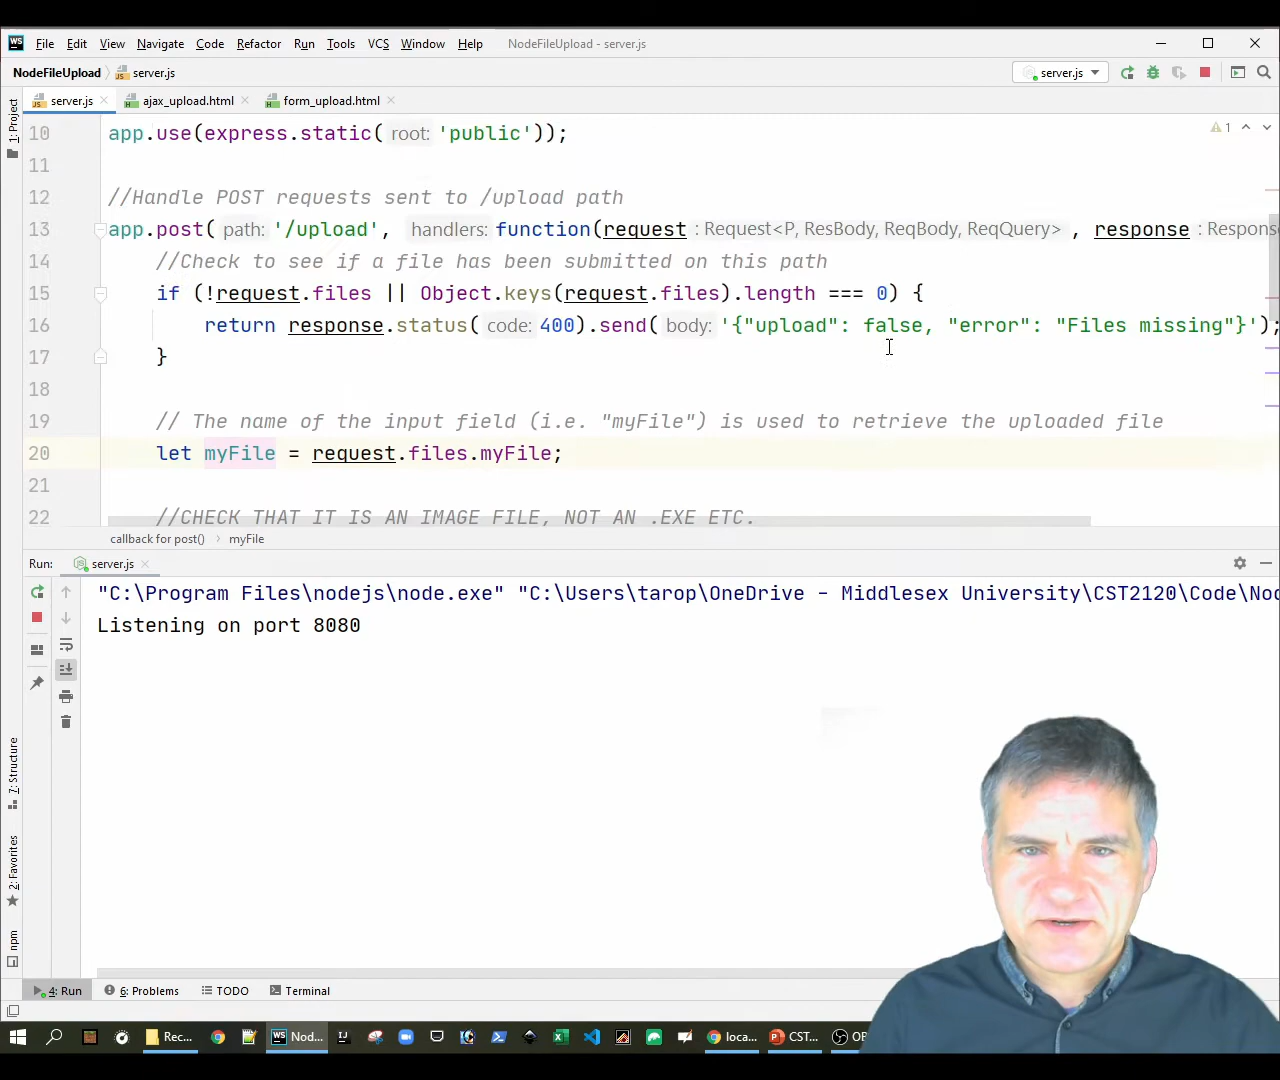 WS File Edit View Navigate Code Refactor Run Tools VCS Window Help NodeFileUpload - server.js
NodeFileUpload server.js server.js
server.js ajax_upload.html form_upload.html
1: Project
10 app.use(express.static( root: 'public')); 1
11
12 //Handle POST requests sent to /upload path
13 app.post( path: '/upload', handlers: function(request : Request<P, ResBody, ReqBody, ReqQuery> , response : Response
14 //Check to see if a file has been submitted on this path
15 if (!request.files || Object.keys(request.files).length === 0) {
16 return response.status( code: 400).send( body: '{"upload": false, "error": "Files missing"}');
17 }
18
19 // The name of the input field (i.e. "myFile") is used to retrieve the uploaded file
20 let myFile = request.files.myFile;
21
22 //CHECK THAT IT IS AN IMAGE FILE, NOT AN .EXE ETC.
callback for post() myFile
Run: server.js
"C:\Program Files\nodejs\node.exe" "C:\Users\tarop\OneDrive - Middlesex University\CST2120\Code\Nod
Listening on port 8080
7: Structure
2: Favorites
npm
4: Run 6: Problems TODO Terminal
Rec... WS Nod... loca... CST... OB